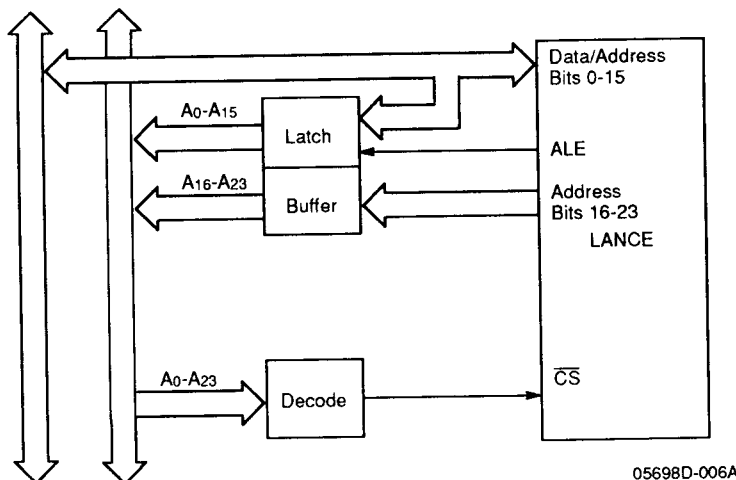 Data/Address
Bits 0-15
A0-A15
Latch
ALE
A16-A23
Buffer
Address
Bits 16-23
LANCE
A0-A23
Decode
CS
05698D-006A